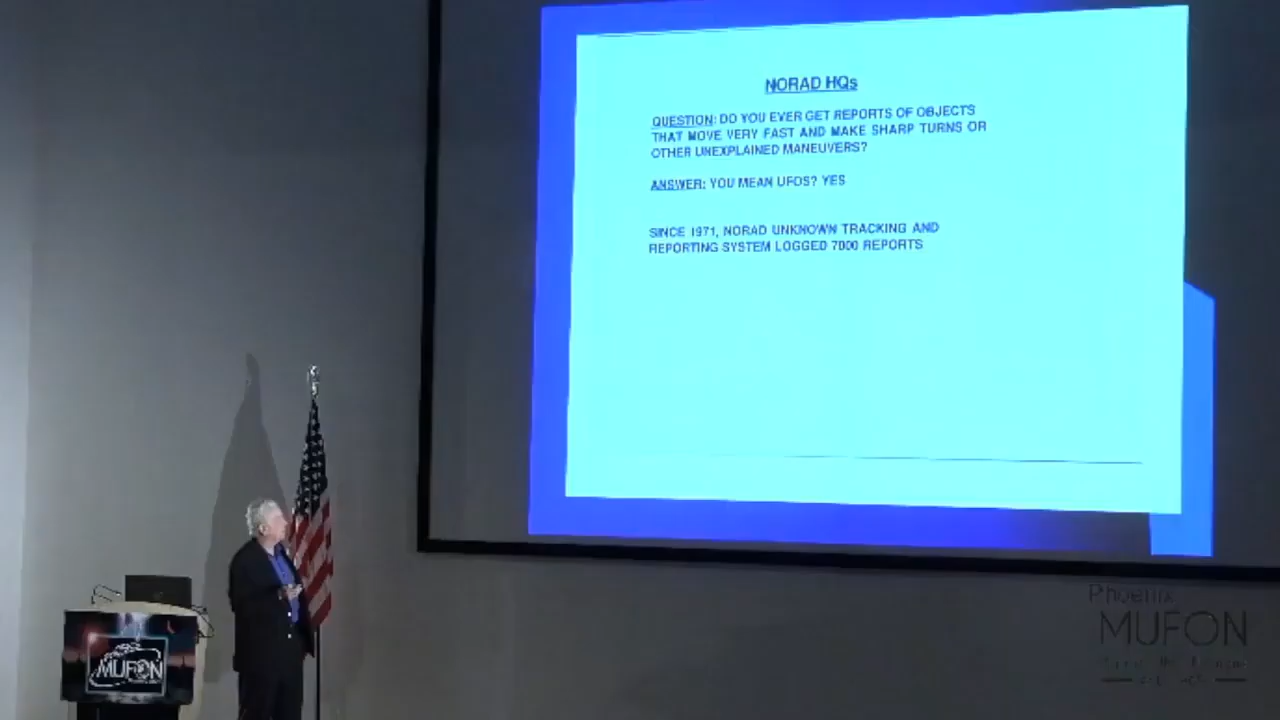 NORAD HQs
QUESTION: DO YOU EVER GET REPORTS OF OBJECTS
THAT MOVE VERY FAST AND MAKE SHARP TURNS OR
OTHER UNEXPLAINED MANEUVERS?
ANSWER: YOU MEAN UFOS? YES
SINCE 1971, NORAD UNKNOWN TRACKING AND
REPORTING SYSTEM LOGGED 7000 REPORTS
MUFON
Phoenix
MUFON